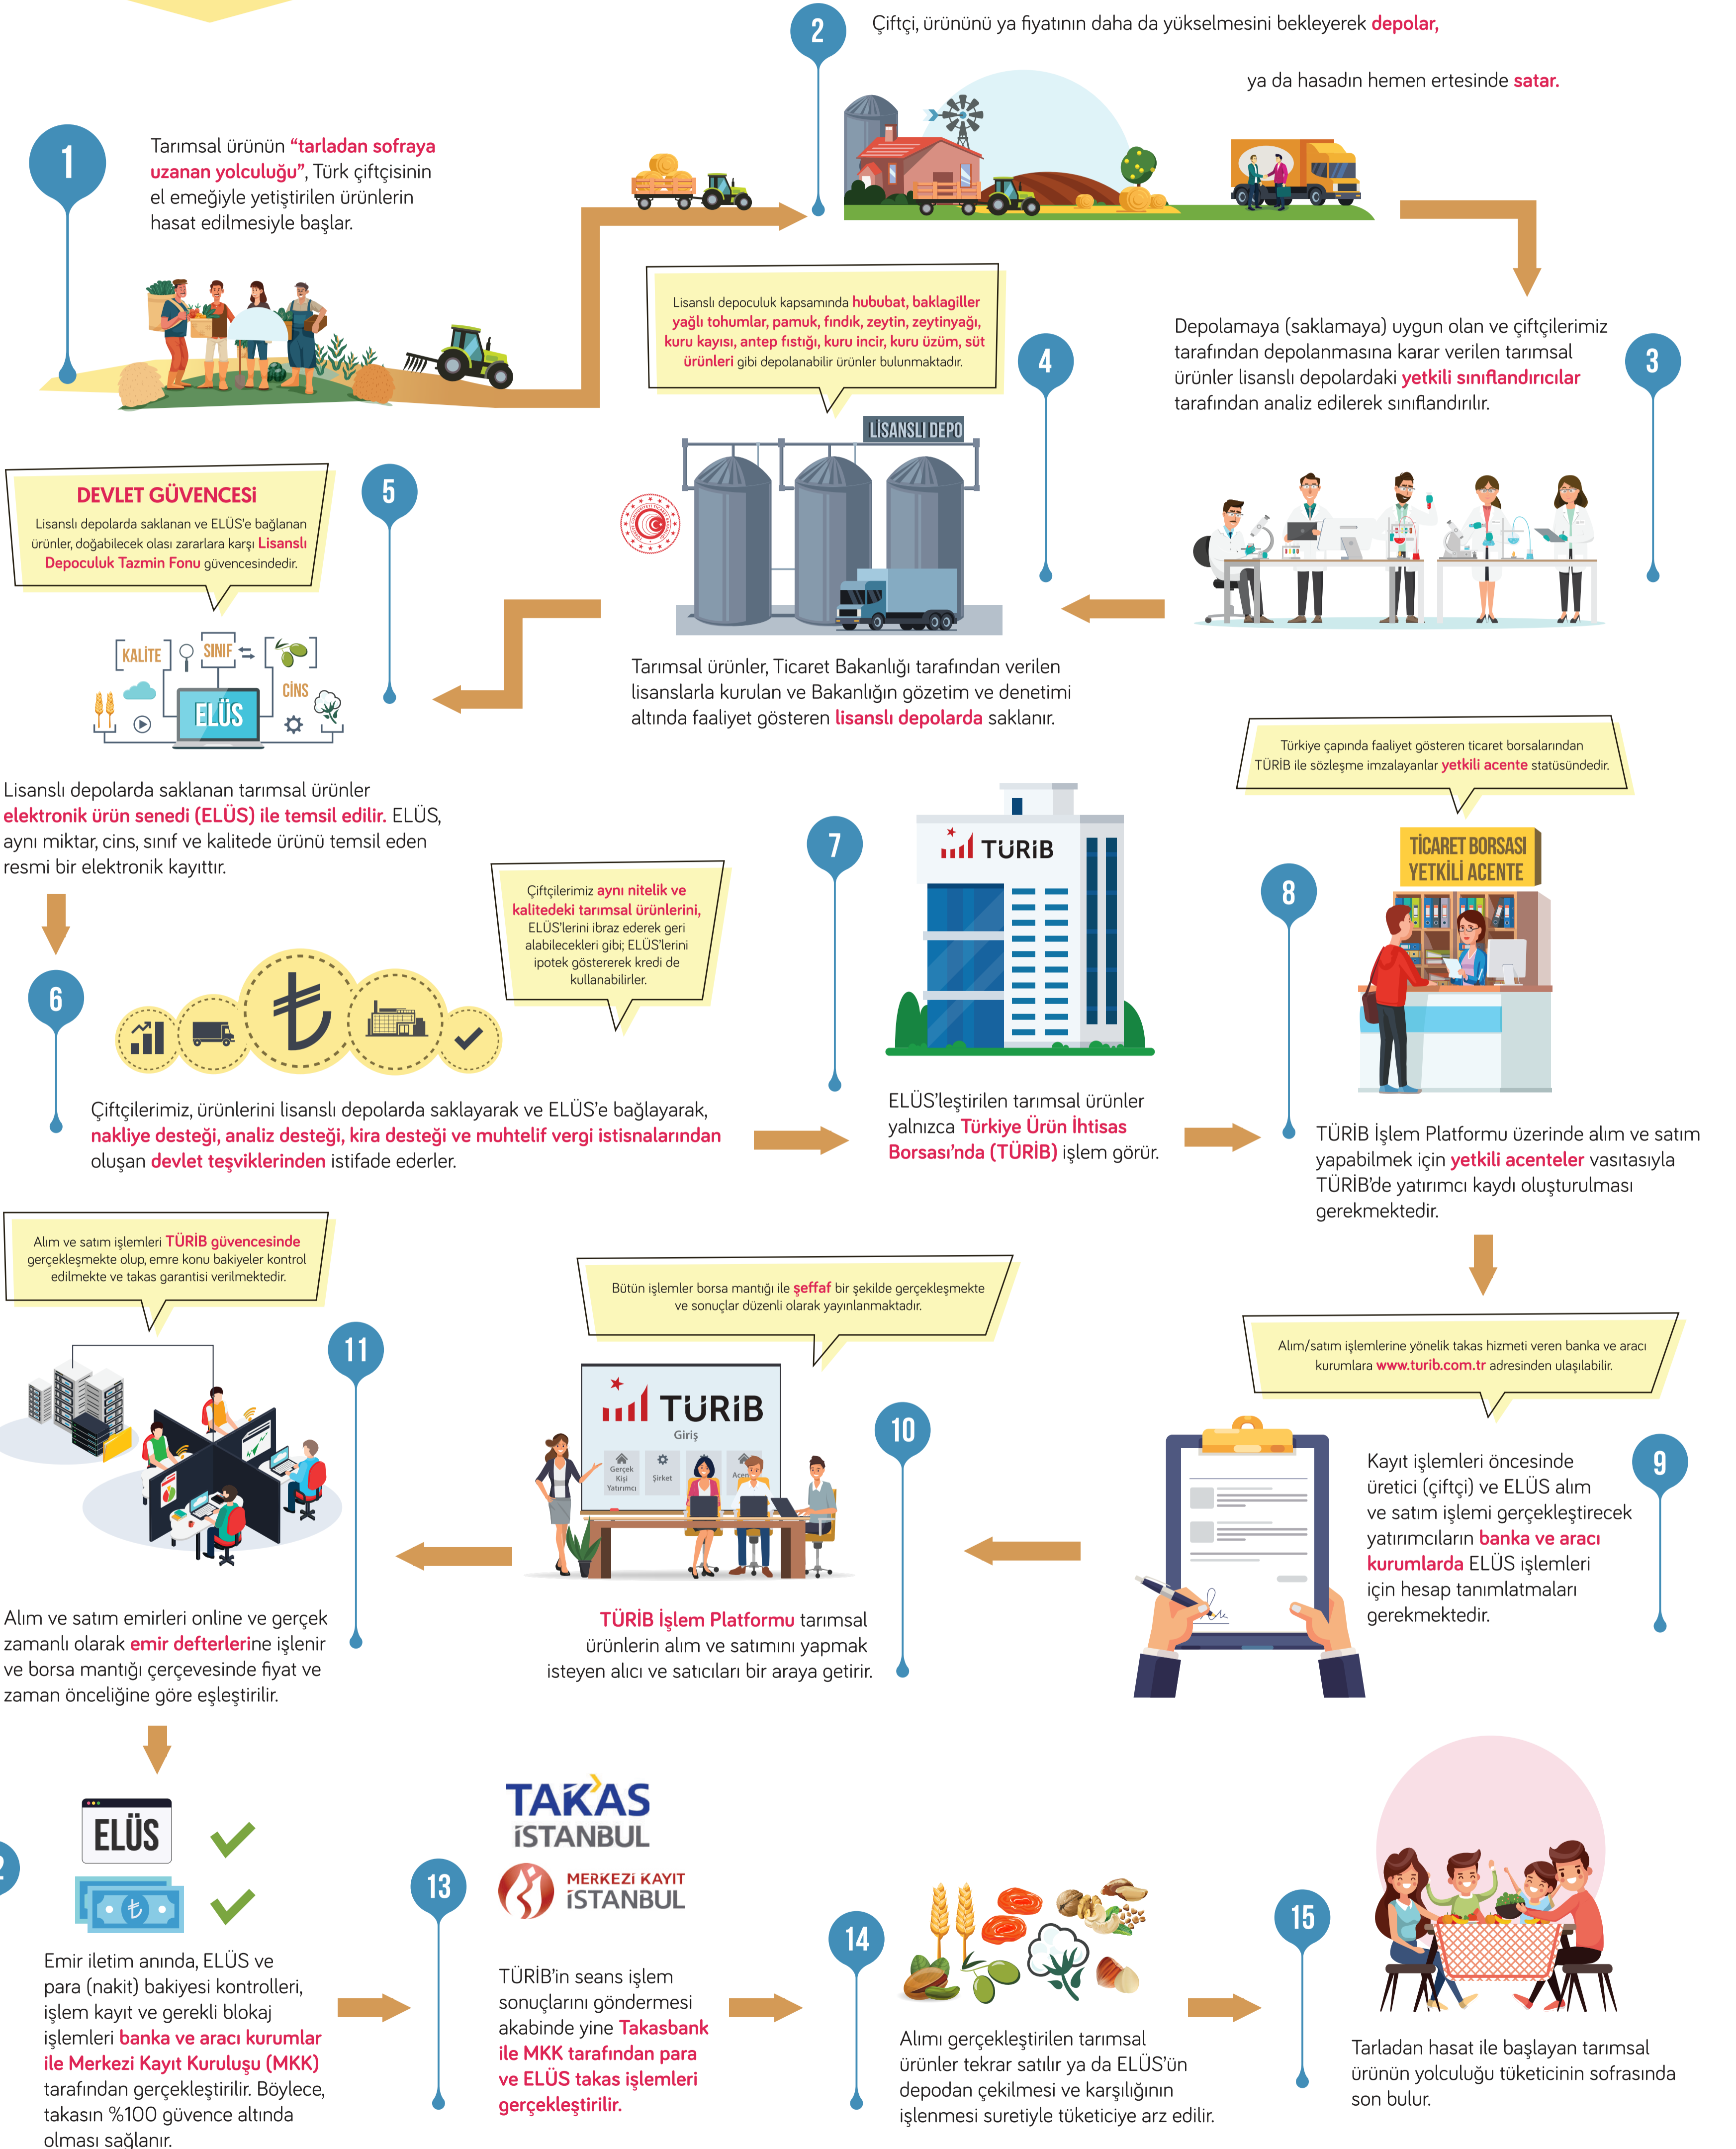 1
Tarımsal ürünün “tarladan sofraya
uzanan yolculuğu”, Türk çiftçisinin
el emeğiyle yetiştirilen ürünlerin
hasat edilmesiyle başlar.
2
Çiftçi, ürününü ya fiyatının daha da yükselmesini bekleyerek depolar,
ya da hasadın hemen ertesinde satar.
3
Depolamaya (saklamaya) uygun olan ve çiftçilerimiz
tarafından depolanmasına karar verilen tarımsal
ürünler lisanslı depolardaki yetkili sınıflandırıcılar
tarafından analiz edilerek sınıflandırılır.
4
Lisanslı depoculuk kapsamında hububat, baklagiller
yağlı tohumlar, pamuk, fındık, zeytin, zeytinyağı,
kuru kayısı, antep fıstığı, kuru incir, kuru üzüm, süt
ürünleri gibi depolanabilir ürünler bulunmaktadır.
LİSANSLI DEPO
Tarımsal ürünler, Ticaret Bakanlığı tarafından verilen
lisanslarla kurulan ve Bakanlığın gözetim ve denetimi
altında faaliyet gösteren lisanslı depolarda saklanır.
5
DEVLET GÜVENCESİ
Lisanslı depolarda saklanan ve ELÜS’e bağlanan
ürünler, doğabilecek olası zararlara karşı Lisanslı
Depoculuk Tazmin Fonu güvencesindedir.
KALİTE
SINIF
CİNS
ELÜS
Lisanslı depolarda saklanan tarımsal ürünler
elektronik ürün senedi (ELÜS) ile temsil edilir. ELÜS,
aynı miktar, cins, sınıf ve kalitede ürünü temsil eden
resmi bir elektronik kayıttır.
6
Çiftçilerimiz aynı nitelik ve
kalitedeki tarımsal ürünlerini,
ELÜS’lerini ibraz ederek geri
alabilecekleri gibi; ELÜS’lerini
ipotek göstererek kredi de
kullanabilirler.
Çiftçilerimiz, ürünlerini lisanslı depolarda saklayarak ve ELÜS’e bağlayarak,
nakliye desteği, analiz desteği, kira desteği ve muhtelif vergi istisnalarından
oluşan devlet teşviklerinden istifade ederler.
7
TÜRİB
ELÜS’leştirilen tarımsal ürünler
yalnızca Türkiye Ürün İhtisas
Borsası’nda (TÜRİB) işlem görür.
8
Türkiye çapında faaliyet gösteren ticaret borsalarından
TÜRİB ile sözleşme imzalayanlar yetkili acente statüsündedir.
TİCARET BORSASI
YETKİLİ ACENTE
TÜRİB İşlem Platformu üzerinde alım ve satım
yapabilmek için yetkili acenteler vasıtasıyla
TÜRİB’de yatırımcı kaydı oluşturulması
gerekmektedir.
9
Alım/satım işlemlerine yönelik takas hizmeti veren banka ve aracı
kurumlara www.turib.com.tr adresinden ulaşılabilir.
Kayıt işlemleri öncesinde
üretici (çiftçi) ve ELÜS alım
ve satım işlemi gerçekleştirecek
yatırımcıların banka ve aracı
kurumlarda ELÜS işlemleri
için hesap tanımlatmaları
gerekmektedir.
10
Bütün işlemler borsa mantığı ile şeffaf bir şekilde gerçekleşmekte
ve sonuçlar düzenli olarak yayınlanmaktadır.
TÜRİB
Giriş
Gerçek
Kişi
Yatırımcı
Şirket
TÜRİB İşlem Platformu tarımsal
ürünlerin alım ve satımını yapmak
isteyen alıcı ve satıcıları bir araya getirir.
11
Alım ve satım işlemleri TÜRİB güvencesinde
gerçekleşmekte olup, emre konu bakiyeler kontrol
edilmekte ve takas garantisi verilmektedir.
Alım ve satım emirleri online ve gerçek
zamanlı olarak emir defterlerine işlenir
ve borsa mantığı çerçevesinde fiyat ve
zaman önceliğine göre eşleştirilir.
2
ELÜS
Emir iletim anında, ELÜS ve
para (nakit) bakiyesi kontrolleri,
işlem kayıt ve gerekli blokaj
işlemleri banka ve aracı kurumlar
ile Merkezi Kayıt Kuruluşu (MKK)
tarafından gerçekleştirilir. Böylece,
takasın %100 güvence altında
olması sağlanır.
13
TAKAS
İSTANBUL
MERKEZİ KAYIT
İSTANBUL
TÜRİB’in seans işlem
sonuçlarını göndermesi
akabinde yine Takasbank
ile MKK tarafından para
ve ELÜS takas işlemleri
gerçekleştirilir.
14
Alımı gerçekleştirilen tarımsal
ürünler tekrar satılır ya da ELÜS’ün
depodan çekilmesi ve karşılığının
işlenmesi suretiyle tüketiciye arz edilir.
15
Tarladan hasat ile başlayan tarımsal
ürünün yolculuğu tüketicinin sofrasında
son bulur.